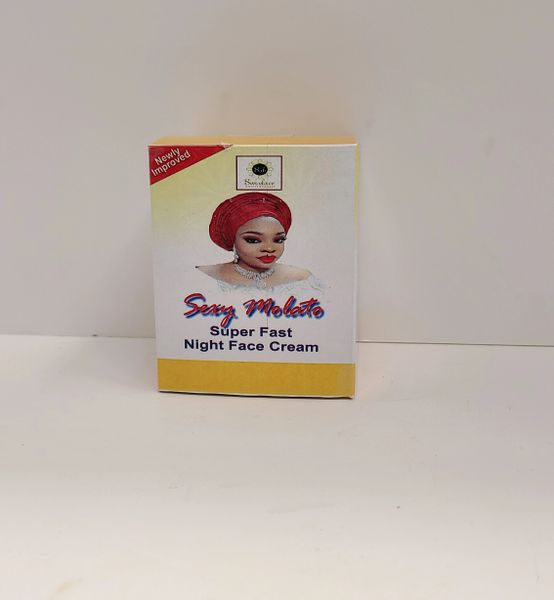 Newly
Improved
Sexy Molato
Super Fast
Night Face Cream